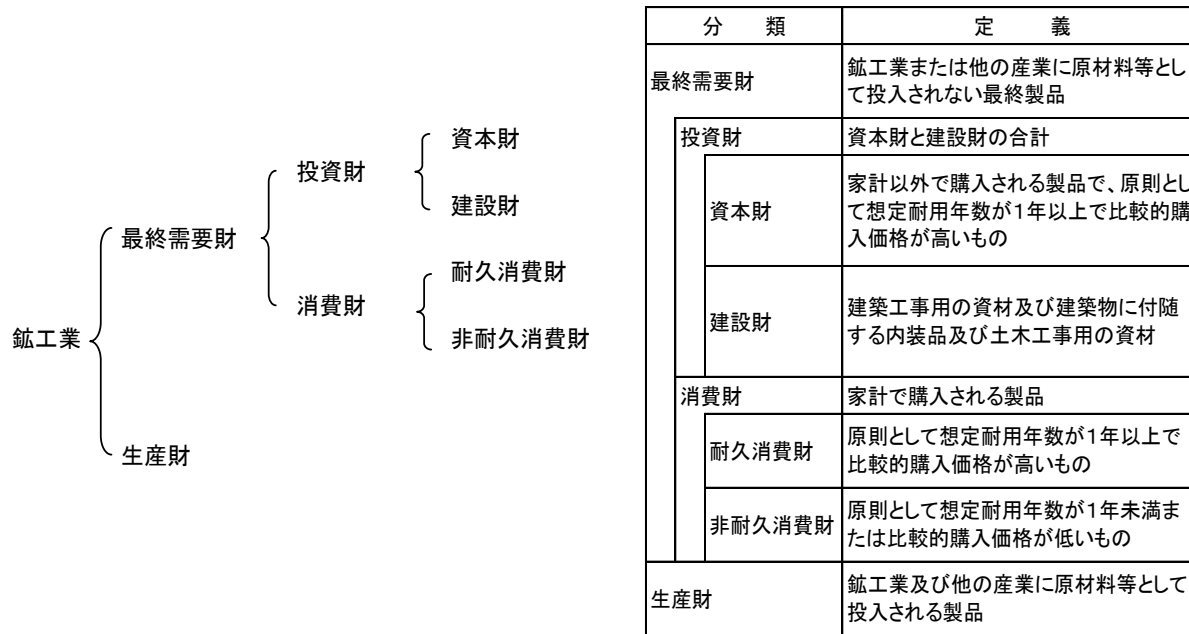 資本財
投資財
建設財
最終需要財
耐久消費財
消費財
非耐久消費財
鉱工業
生産財
分 類 定 義
最終需要財 鉱工業または他の産業に原材料等とし
て投入されない最終製品
投資財 資本財と建設財の合計
資本財 家計以外で購入される製品で、原則とし
て想定耐用年数が1年以上で比較的購
入価格が高いもの
建設財 建築工事用の資材及び建築物に付随
する内装品及び土木工事用の資材
消費財 家計で購入される製品
耐久消費財 原則として想定耐用年数が1年以上で
比較的購入価格が高いもの
非耐久消費財 原則として想定耐用年数が1年未満ま
たは比較的購入価格が低いもの
生産財 鉱工業及び他の産業に原材料等として
投入される製品